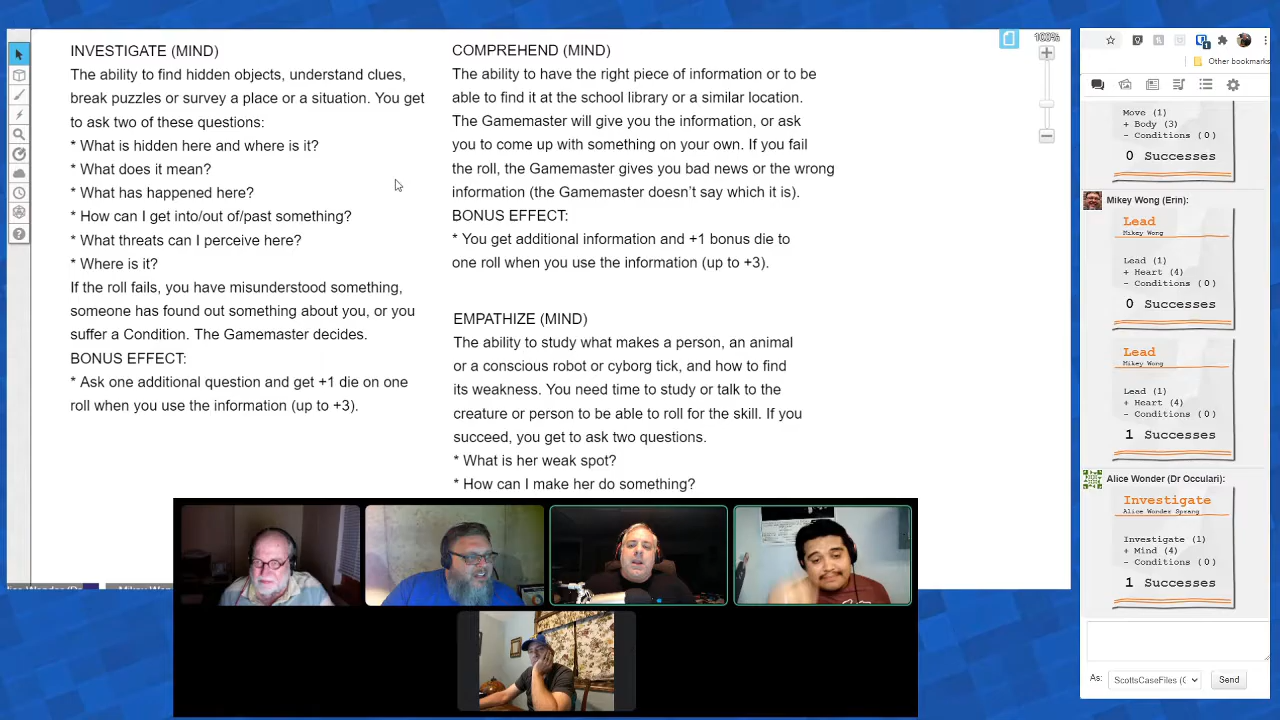 INVESTIGATE (MIND)
The ability to find hidden objects, understand clues,
break puzzles or survey a place or a situation. You get
to ask two of these questions:
* What is hidden here and where is it?
* What does it mean?
* What has happened here?
* How can I get into/out of/past something?
* What threats can I perceive here?
* Where is it?
If the roll fails, you have misunderstood something,
someone has found out something about you, or you
suffer a Condition. The Gamemaster decides.
BONUS EFFECT:
* Ask one additional question and get +1 die on one
roll when you use the information (up to +3).
COMPREHEND (MIND)
The ability to have the right piece of information or to be
able to find it at the school library or a similar location.
The Gamemaster will give you the information, or ask
you to come up with something on your own. If you fail
the roll, the Gamemaster gives you bad news or the wrong
information (the Gamemaster doesn't say which it is).
BONUS EFFECT:
* You get additional information and +1 bonus die to
one roll when you use the information (up to +3).
EMPATHIZE (MIND)
The ability to study what makes a person, an animal
or a conscious robot or cyborg tick, and how to find
its weakness. You need time to study or talk to the
creature or person to be able to roll for the skill. If you
succeed, you get to ask two questions.
* What is her weak spot?
* How can I make her do something?
100%
Other bookmarks
Move (1)
+ Body (3)
- Conditions (0)
0 Successes
Mikey Wong (Erin):
Lead
Mikey Wong
Lead (1)
+ Heart (4)
- Conditions (0)
0 Successes
Lead
Mikey Wong
Lead (1)
+ Heart (4)
- Conditions (0)
1 Successes
Alice Wonder (Dr Occulari):
Investigate
Alice Wonder Sprang
Investigate (1)
+ Mind (4)
- Conditions (0)
1 Successes
As:
ScottsCaseFiles (
Send